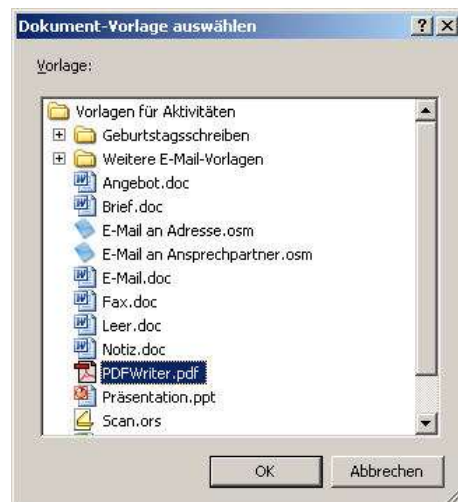 Dokument-Vorlage auswählen
Vorlage:
Vorlagen für Aktivitäten
Geburtstagsschreiben
Weitere E-Mail-Vorlagen
Angebot.doc
Brief.doc
E-Mail an Adresse.osm
E-Mail an Ansprechpartner.osm
E-Mail.doc
Fax.doc
Leer.doc
Notiz.doc
PDFWriter.pdf
Präsentation.ppt
Scan.ors
OK Abbrechen